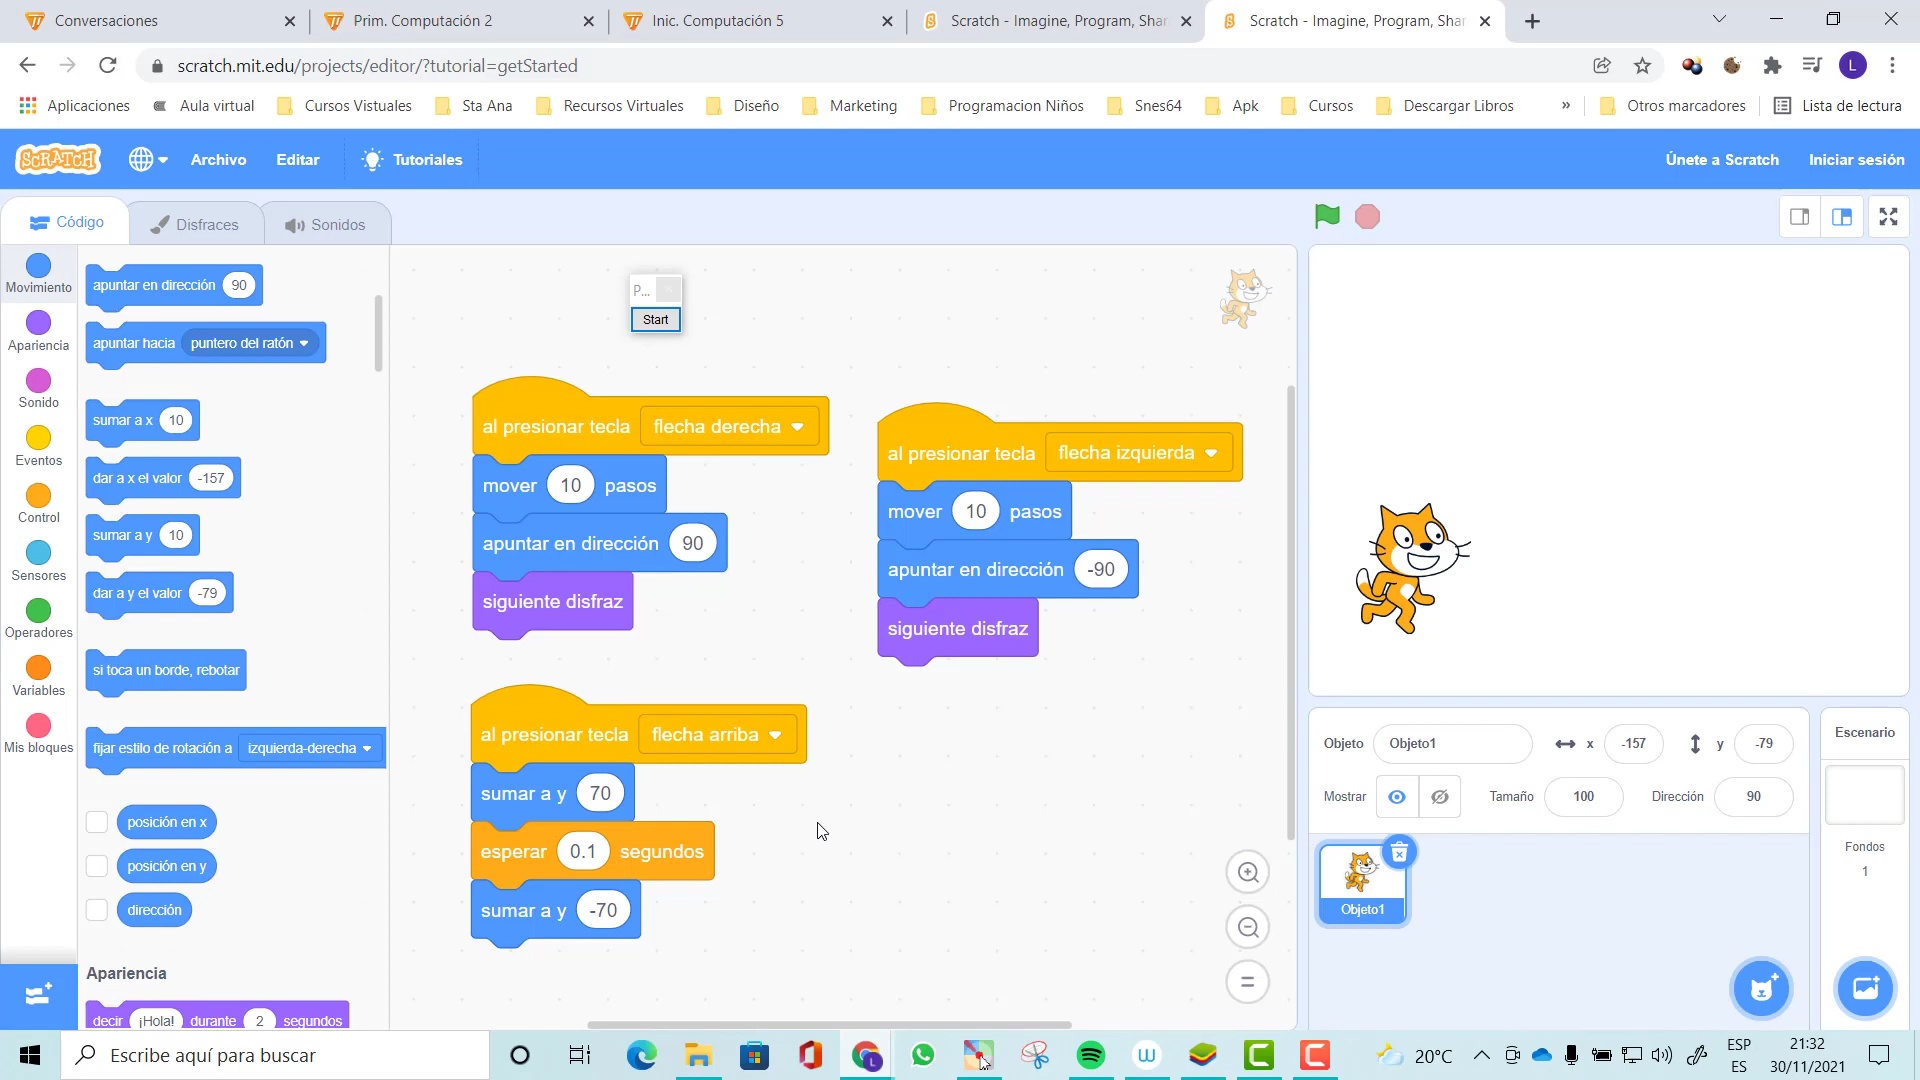 Conversaciones
Prim. Computación 2
Inic. Computación 5
Scratch - Imagine, Program, Shar
Scratch - Imagine, Program, Shar
scratch.mit.edu/projects/editor/?tutorial=getStarted
L
Aplicaciones
Aula virtual
Cursos Vistuales
Sta Ana
Recursos Virtuales
Diseño
Marketing
Programacion Niños
Snes64
Apk
Cursos
Descargar Libros
»
Otros marcadores
Lista de lectura
SCRATCH
Archivo
Editar
Tutoriales
Únete a Scratch
Iniciar sesión
Código
Disfraces
Sonidos
Movimiento
Apariencia
Sonido
Eventos
Control
Sensores
Operadores
Variables
Mis bloques
apuntar en dirección 90
apuntar hacia puntero del ratón
sumar a x 10
dar a x el valor -157
sumar a y 10
dar a y el valor -79
si toca un borde, rebotar
fijar estilo de rotación a izquierda-derecha
posición en x
posición en y
dirección
Apariencia
decir ¡Hola! durante 2 segundos
P...
Start
al presionar tecla flecha derecha
mover 10 pasos
apuntar en dirección 90
siguiente disfraz
al presionar tecla flecha izquierda
mover 10 pasos
apuntar en dirección -90
siguiente disfraz
al presionar tecla flecha arriba
sumar a y 70
esperar 0.1 segundos
sumar a y -70
Objeto Objeto1 x -157 y -79
Mostrar Tamaño 100 Dirección 90
Objeto1
Escenario
Fondos
1
Escribe aquí para buscar
20°C
ESP
ES
21:32
30/11/2021